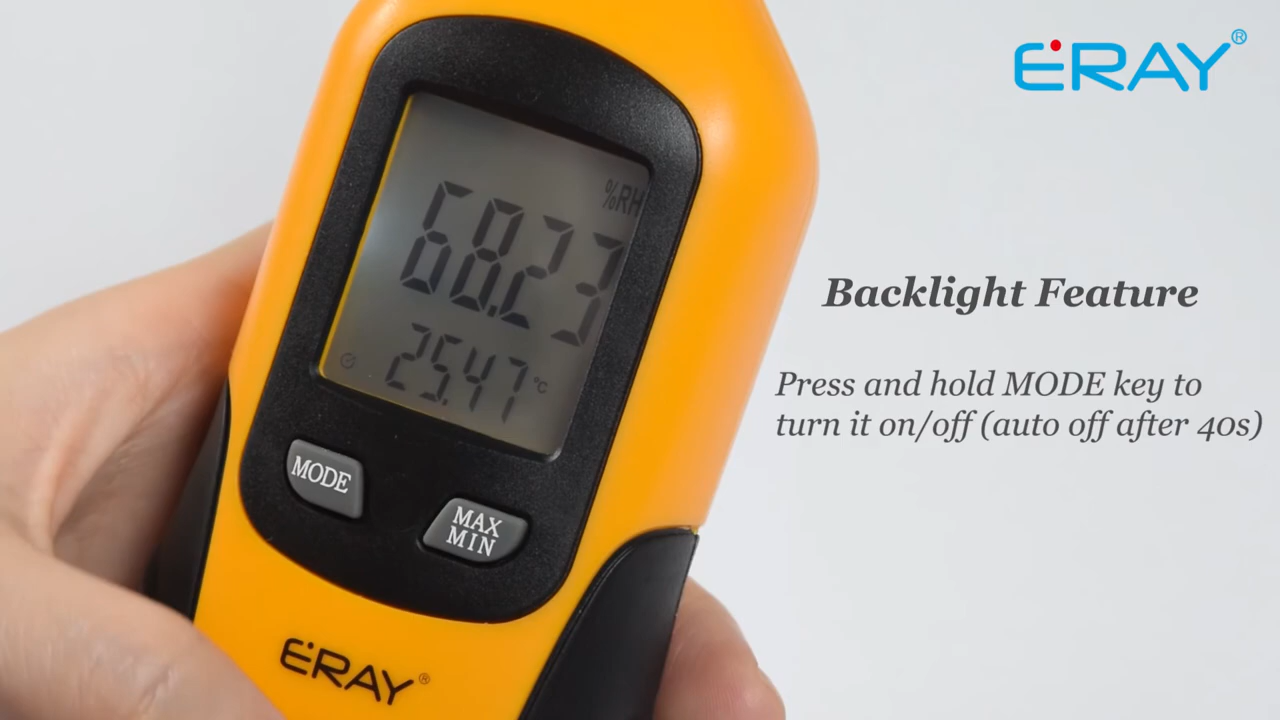 ERAY®
%RH
68.23
25.47 °C
MODE
MAX
MIN
ERAY®
Backlight Feature
Press and hold MODE key to
turn it on/off (auto off after 40s)